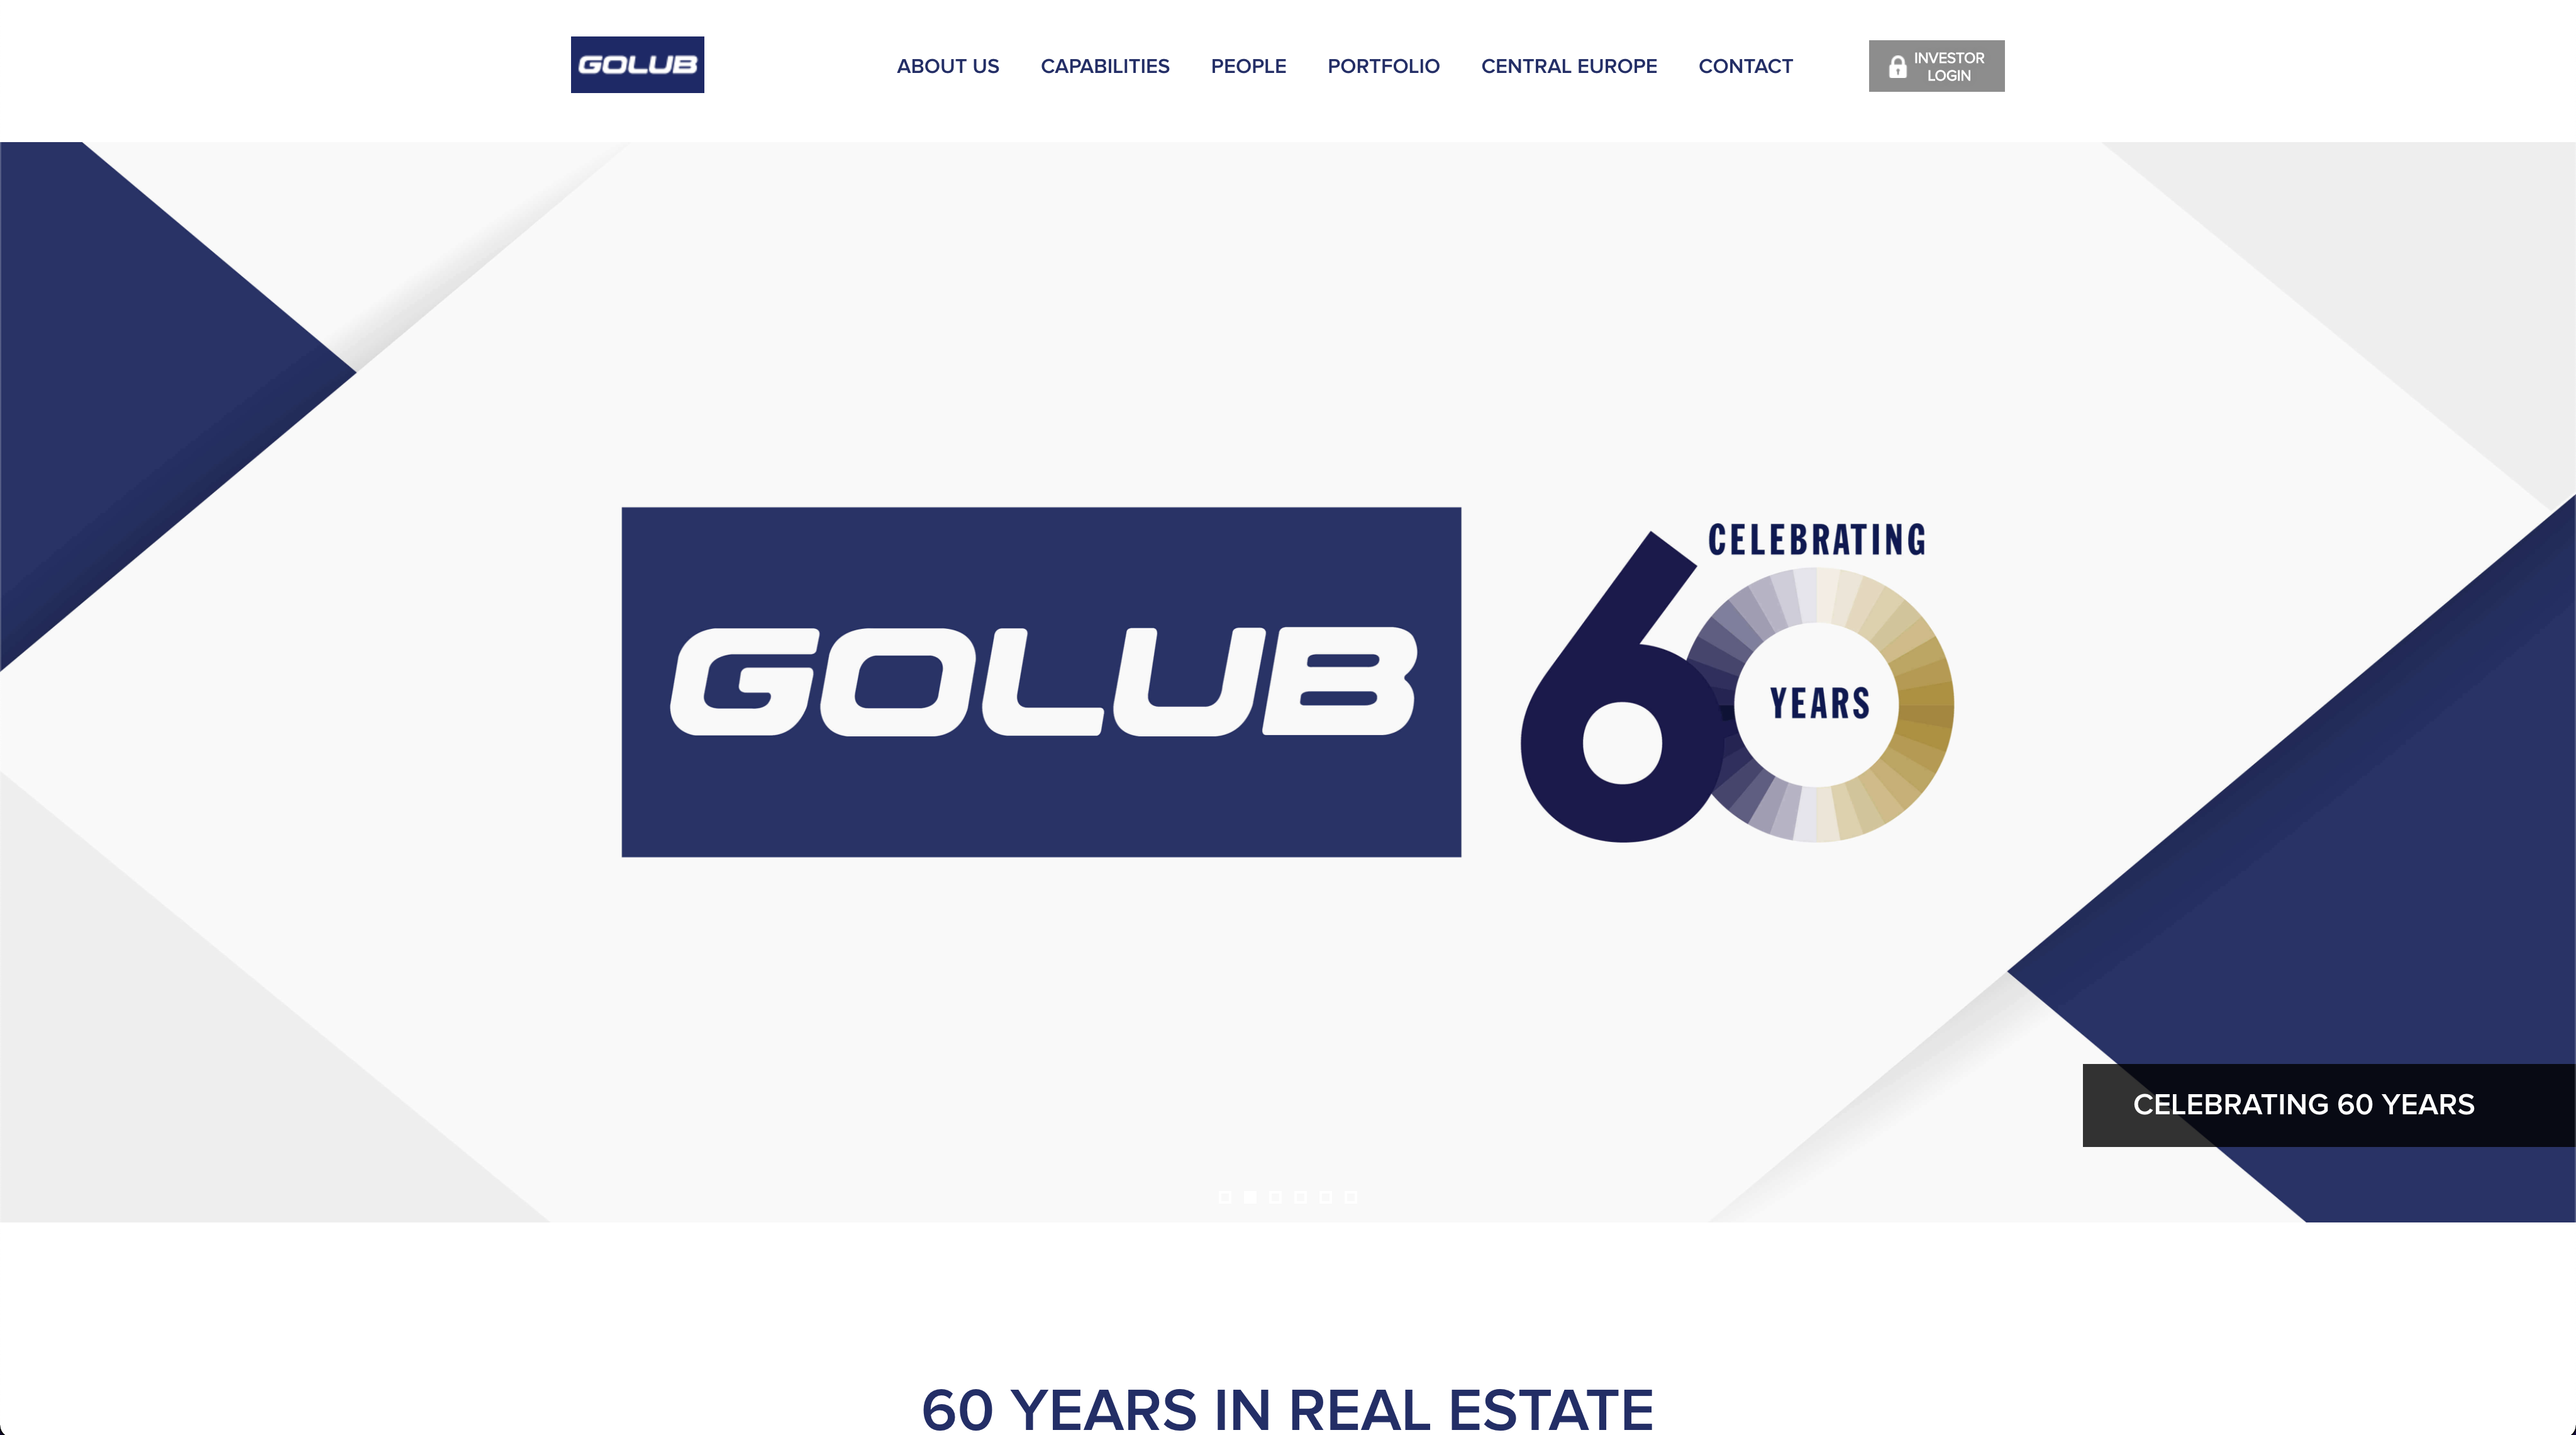 GOLUB
ABOUT US
CAPABILITIES
PEOPLE
PORTFOLIO
CENTRAL EUROPE
CONTACT
INVESTOR
LOGIN
GOLUB
CELEBRATING
60
YEARS
CELEBRATING 60 YEARS
60 YEARS IN REAL ESTATE